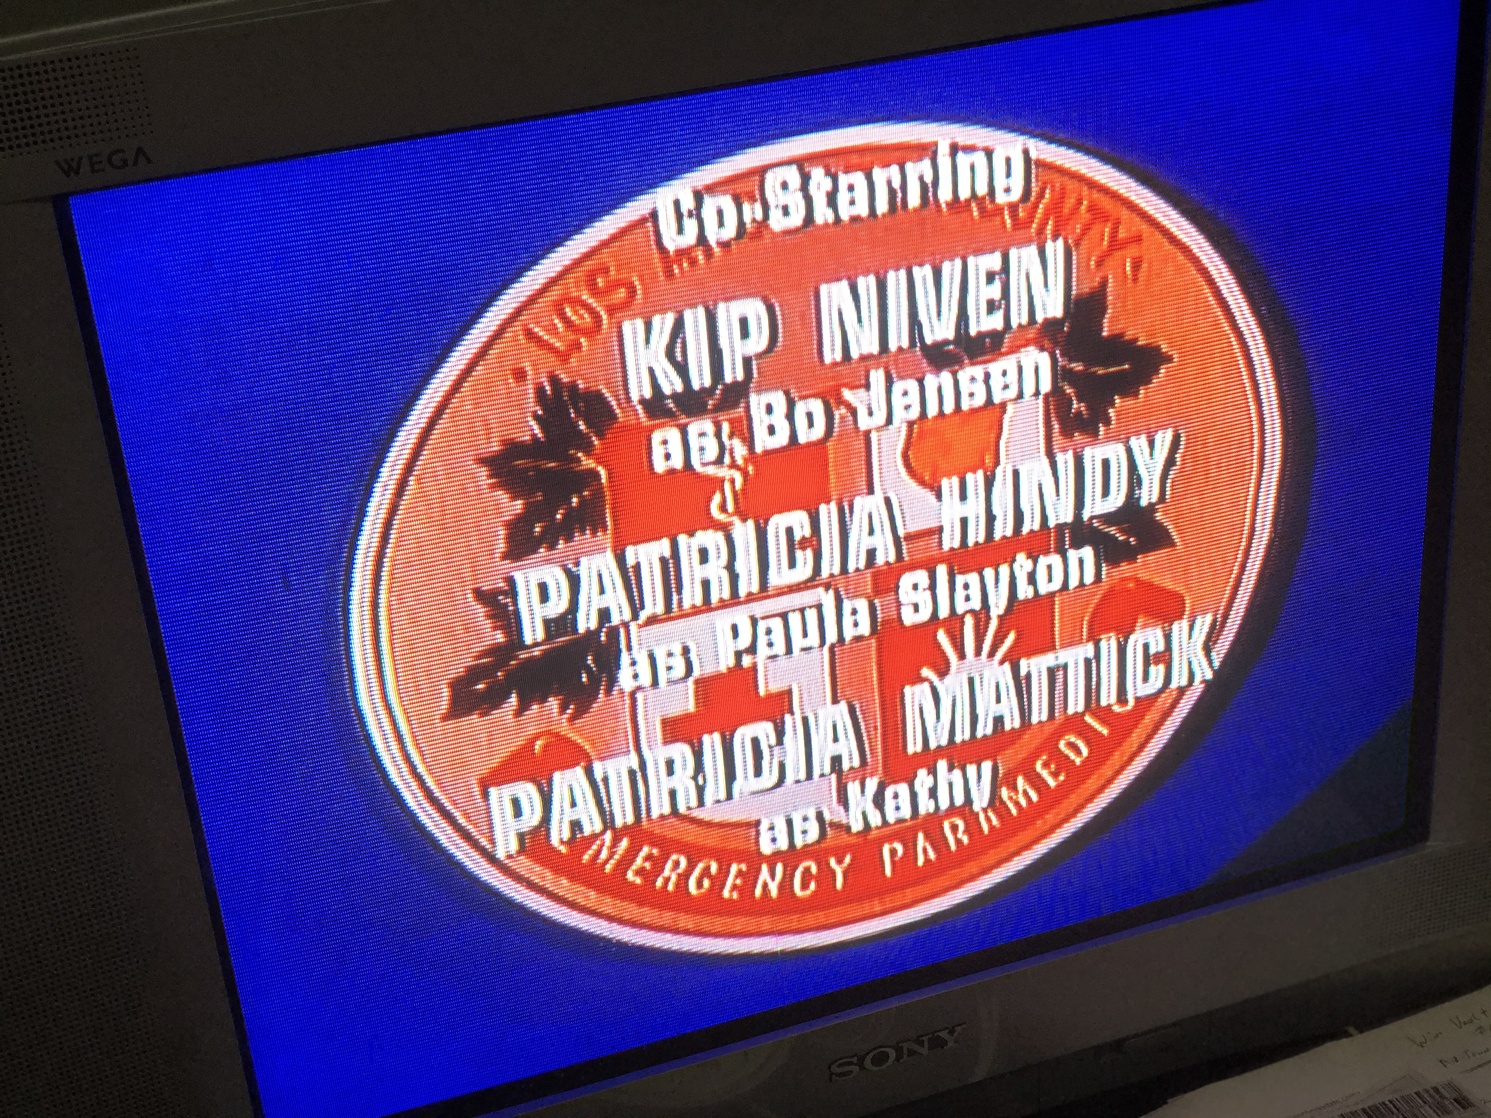 WEGA
Co-Starring
KIP NIVEN
as Bo Jensen
PATRICIA HINDY
as Paula Slayton
PATRICIA MATTICK
as Kathy
LOS
EMERGENCY PARAMEDIC
SONY